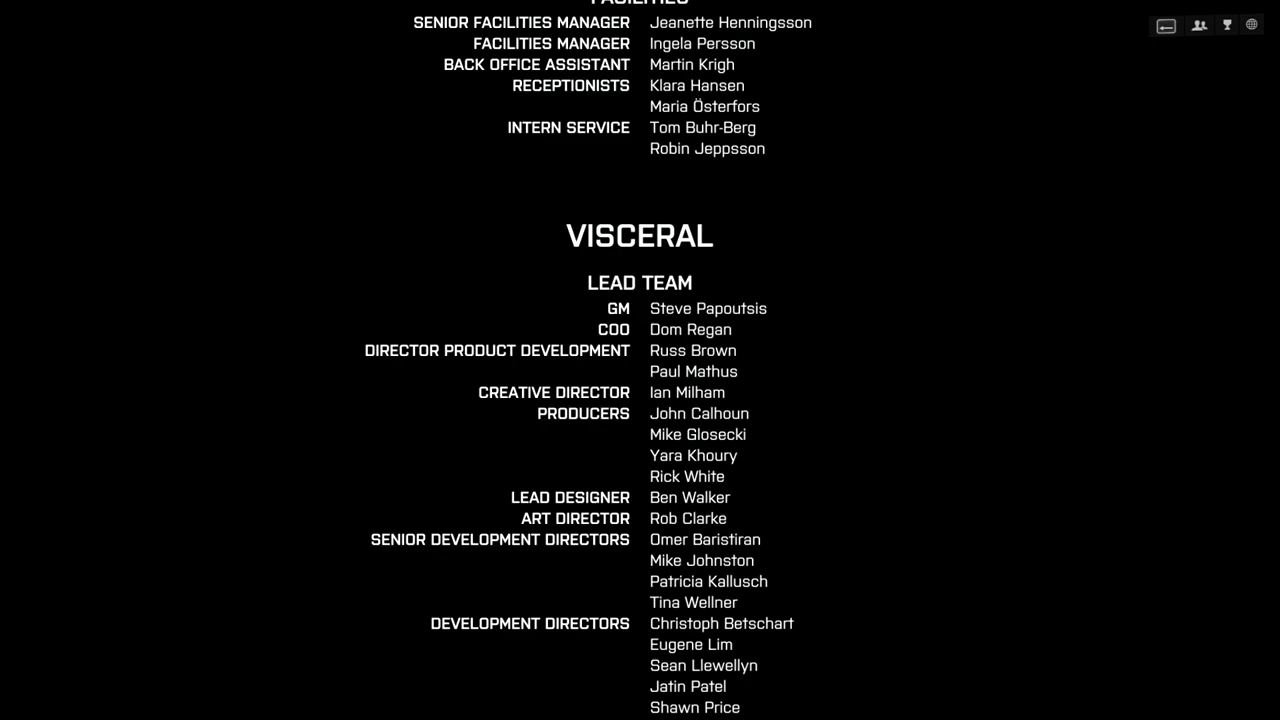 FACILITIES
SENIOR FACILITIES MANAGER Jeanette Henningsson
FACILITIES MANAGER Ingela Persson
BACK OFFICE ASSISTANT Martin Krigh
RECEPTIONISTS Klara Hansen
Maria Österfors
INTERN SERVICE Tom Buhr-Berg
Robin Jeppsson
VISCERAL
LEAD TEAM
GM Steve Papoutsis
COO Dom Regan
DIRECTOR PRODUCT DEVELOPMENT Russ Brown
Paul Mathus
CREATIVE DIRECTOR Ian Milham
PRODUCERS John Calhoun
Mike Glosecki
Yara Khoury
Rick White
LEAD DESIGNER Ben Walker
ART DIRECTOR Rob Clarke
SENIOR DEVELOPMENT DIRECTORS Omer Baristiran
Mike Johnston
Patricia Kallusch
Tina Wellner
DEVELOPMENT DIRECTORS Christoph Betschart
Eugene Lim
Sean Llewellyn
Jatin Patel
Shawn Price